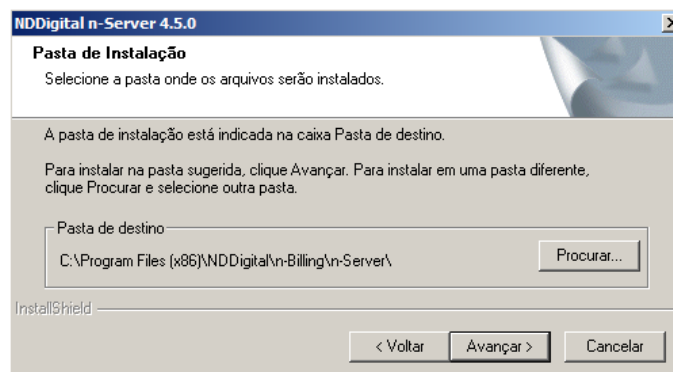 NDDigital n-Server 4.5.0
Pasta de Instalação
Selecione a pasta onde os arquivos serão instalados.
A pasta de instalação está indicada na caixa Pasta de destino.
Para instalar na pasta sugerida, clique Avançar. Para instalar em uma pasta diferente,
clique Procurar e selecione outra pasta.
Pasta de destino
C:\Program Files (x86)\NDDigital\n-Billing\n-Server\
Procurar...
InstallShield
< Voltar
Avançar >
Cancelar